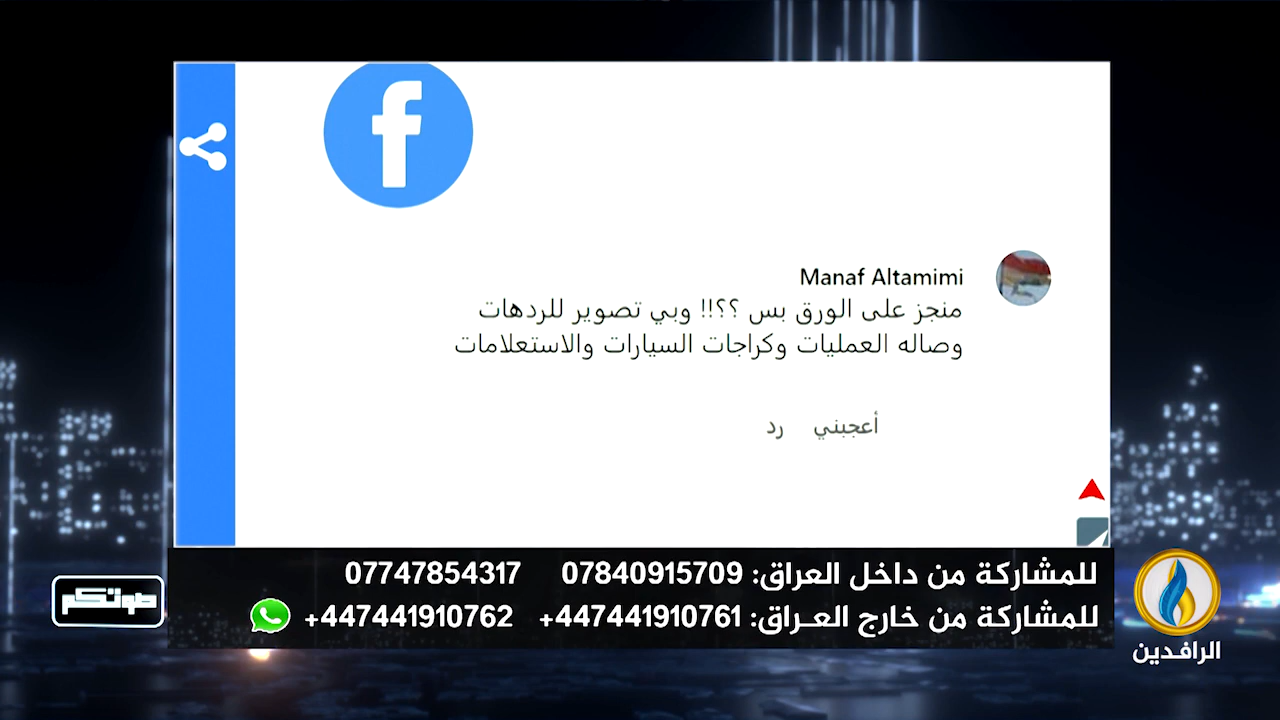 Manaf Altamimi
منجز على الورق بس ؟؟!! وبي تصوير للردهات
وصاله العمليات وكراجات السيارات والاستعلامات
أعجبني رد
للمشاركة من داخل العراق: 07840915709 07747854317
للمشاركة من خارج العـراق: 447441910761+ 447441910762+
صوتكم
الرافدين